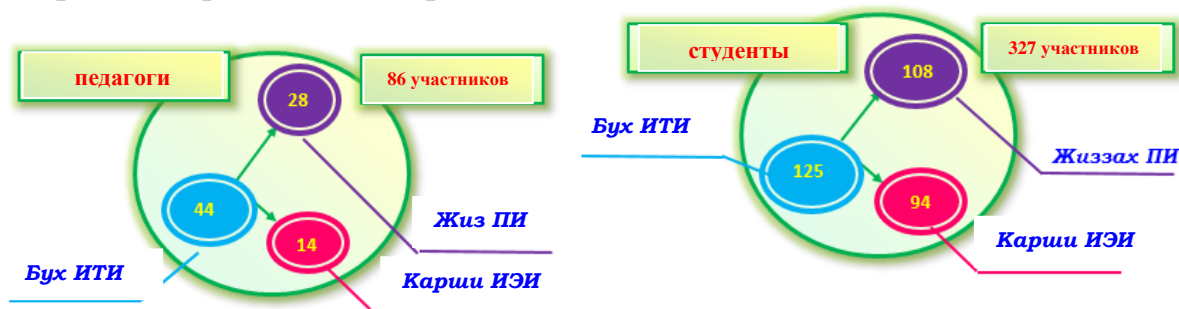 педагоги
86 участников
28
44
14
Жиз ПИ
Бух ИТИ
Карши ИЭИ
студенты
327 участников
108
Бух ИТИ
125
Жиззах ПИ
94
Карши ИЭИ